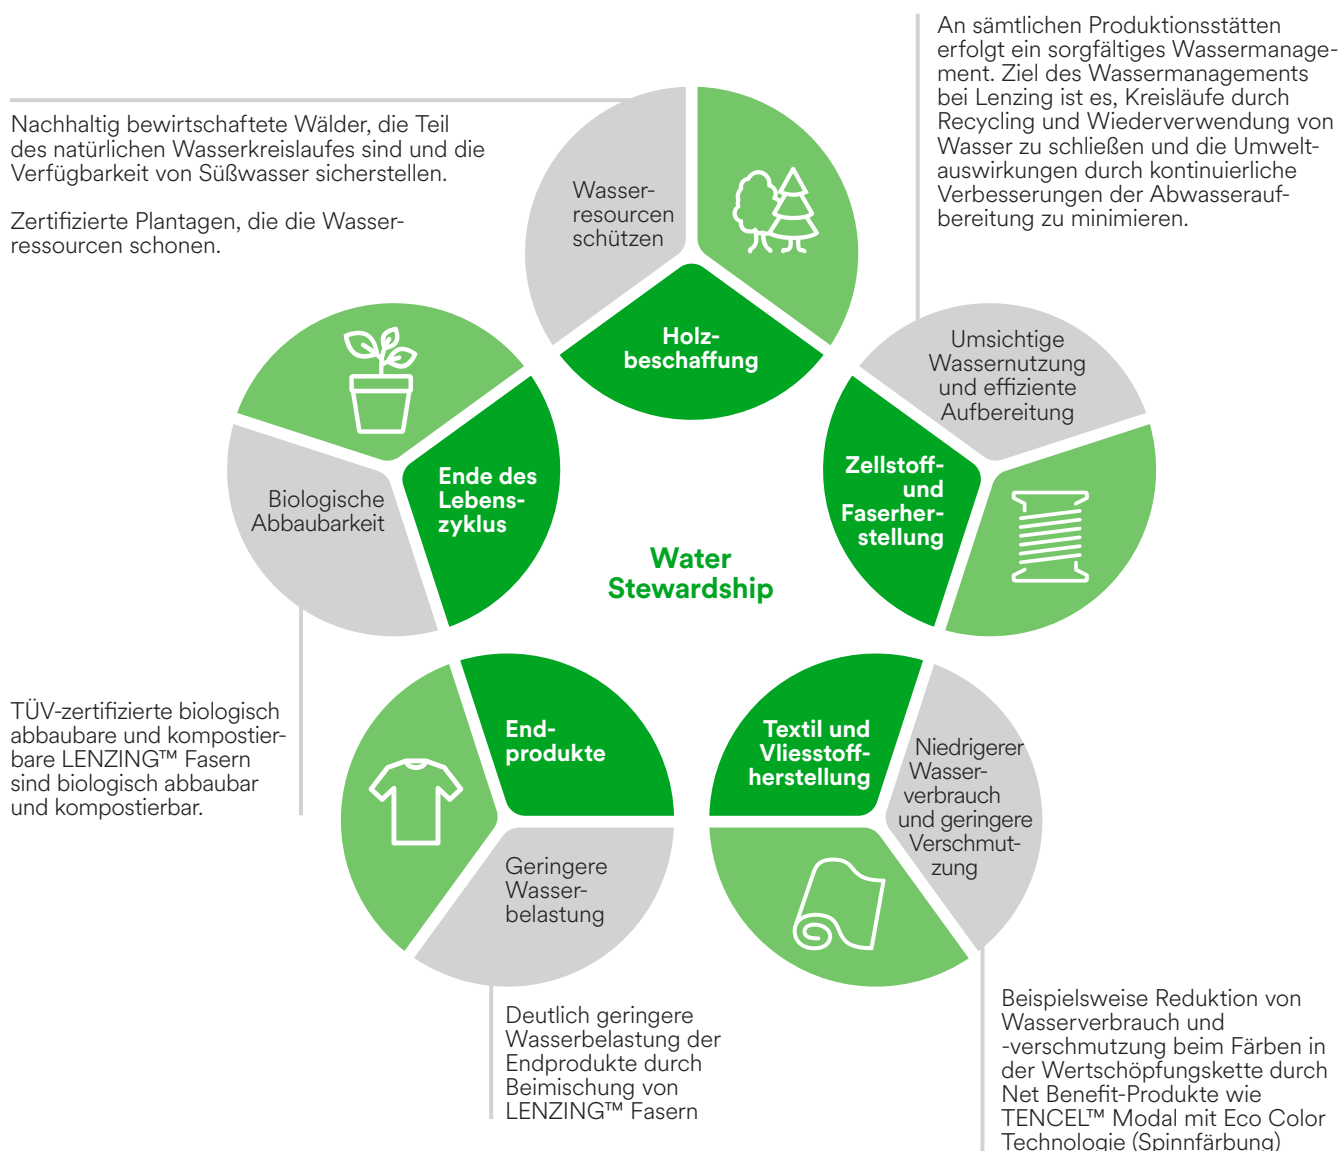 An sämtlichen Produktionsstätten
erfolgt ein sorgfältiges Wassermanage-
ment. Ziel des Wassermanagements
bei Lenzing ist es, Kreisläufe durch
Recycling und Wiederverwendung von
Wasser zu schließen und die Umwelt-
auswirkungen durch kontinuierliche
Verbesserungen der Abwasserauf-
bereitung zu minimieren.
Nachhaltig bewirtschaftete Wälder, die Teil
des natürlichen Wasserkreislaufes sind und die
Verfügbarkeit von Süßwasser sicherstellen.
Zertifizierte Plantagen, die die Wasser-
ressourcen schonen.
Wasser-
resourcen
schützen
Holz-
beschaffung
Umsichtige
Wassernutzung
und effiziente
Aufbereitung
Zellstoff-
und
Faserher-
stellung
Ende des
Lebens-
zyklus
Biologische
Abbaubarkeit
Water
Stewardship
TÜV-zertifizierte biologisch
abbaubare und kompostier-
bare LENZING™ Fasern
sind biologisch abbaubar
und kompostierbar.
End-
produkte
Geringere
Wasser-
belastung
Textil und
Vliesstoff-
herstellung
Niedrigerer
Wasser-
verbrauch
und geringere
Verschmut-
zung
Deutlich geringere
Wasserbelastung der
Endprodukte durch
Beimischung von
LENZING™ Fasern
Beispielsweise Reduktion von
Wasserverbrauch und
-verschmutzung beim Färben in
der Wertschöpfungskette durch
Net Benefit-Produkte wie
TENCEL™ Modal mit Eco Color
Technologie (Spinnfärbung)